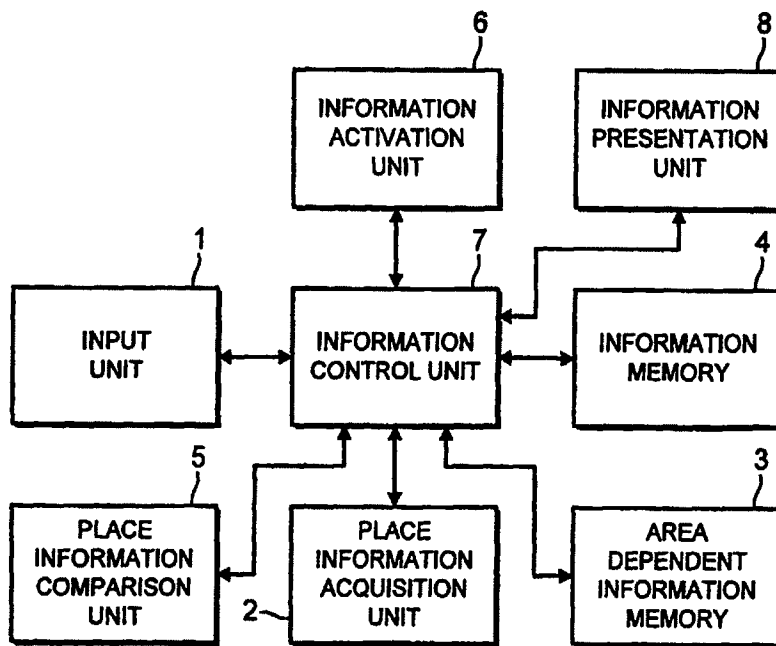 6
INFORMATION
ACTIVATION
UNIT
8
INFORMATION
PRESENTATION
UNIT
1
INPUT
UNIT
7
INFORMATION
CONTROL UNIT
4
INFORMATION
MEMORY
5
PLACE
INFORMATION
COMPARISON
UNIT
2
PLACE
INFORMATION
ACQUISITION
UNIT
3
AREA
DEPENDENT
INFORMATION
MEMORY